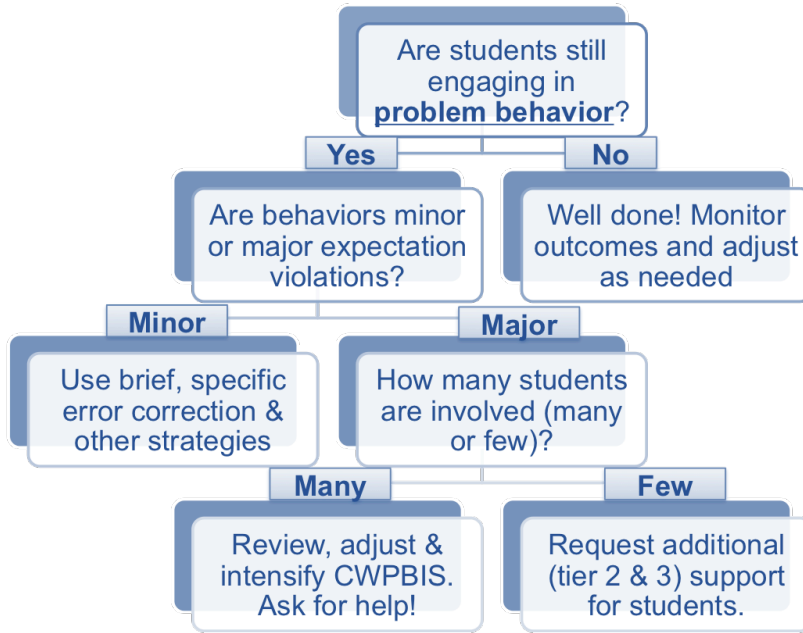 Are students still
engaging in
problem behavior?
Yes
No
Are behaviors minor
or major expectation
violations?
Well done! Monitor
outcomes and adjust
as needed
Minor
Major
Use brief, specific
error correction &
other strategies
How many students
are involved (many
or few)?
Many
Few
Review, adjust &
intensify CWPBIS.
Ask for help!
Request additional
(tier 2 & 3) support
for students.